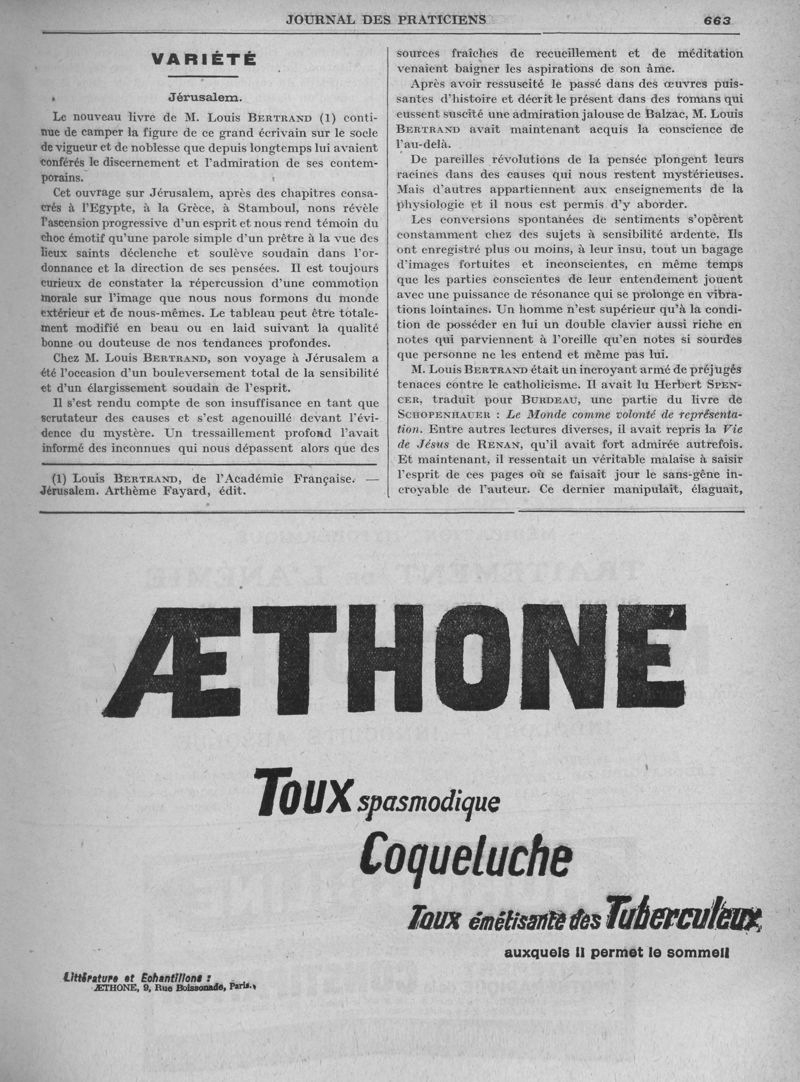 JOURNAL DES PRATICIENS 663
VARIÉTÉ
Jérusalem.
Le nouveau livre de M. Louis BERTRAND (1) conti-
nue de camper la figure de ce grand écrivain sur le socle
de vigueur et de noblesse que depuis longtemps lui avaient
conférés le discernement et l'admiration de ses contem-
porains.
Cet ouvrage sur Jérusalem, après des chapitres consa-
crés à l'Egypte, à la Grèce, à Stamboul, nons révèle
l'ascension progressive d'un esprit et nous rend témoin du
choc émotif qu'une parole simple d'un prêtre à la vue des
lieux saints déclenche et soulève soudain dans l'or-
donnance et la direction de ses pensées. Il est toujours
curieux de constater la répercussion d'une commotion
morale sur l'image que nous nous formons du monde
extérieur et de nous-mêmes. Le tableau peut être totale-
ment modifié en beau ou en laid suivant la qualité
bonne ou douteuse de nos tendances profondes.
Chez M. Louis BERTRAND, son voyage à Jérusalem a
été l'occasion d'un bouleversement total de la sensibilité
et d'un élargissement soudain de l'esprit.
Il s'est rendu compte de son insuffisance en tant que
scrutateur des causes et s'est agenouillé devant l'évi-
dence du mystère. Un tressaillement profond l'avait
informé des inconnues qui nous dépassent alors que des
(1) Louis BERTRAND, de l'Académie Française. —
Jérusalem. Arthème Fayard, édit.
sources fraîches de recueillement et de méditation
venaient baigner les aspirations de son âme.
Après avoir ressuscité le passé dans des œuvres puis-
santes d'histoire et décrit le présent dans des romans qui
eussent suscité une admiration jalouse de Balzac, M. Louis
BERTRAND avait maintenant acquis la conscience de
l'au-delà.
De pareilles révolutions de la pensée plongent leurs
racines dans des causes qui nous restent mystérieuses.
Mais d'autres appartiennent aux enseignements de la
physiologie et il nous est permis d'y aborder.
Les conversions spontanées de sentiments s'opèrent
constamment chez des sujets à sensibilité ardente. Ils
ont enregistré plus ou moins, à leur insu, tout un bagage
d'images fortuites et inconscientes, en même temps
que les parties conscientes de leur entendement jouent
avec une puissance de résonance qui se prolonge en vibra-
tions lointaines. Un homme n'est supérieur qu'à la condi-
tion de posséder en lui un double clavier aussi riche en
notes qui parviennent à l'oreille qu'en notes si sourdes
que personne ne les entend et même pas lui.
M. Louis BERTRAND était un incroyant armé de préjugés
tenaces contre le catholicisme. Il avait lu Herbert SPEN-
CER, traduit pour BURDEAU, une partie du livre de
SCHOPENHAUER : Le Monde comme volonté de représenta-
tion. Entre autres lectures diverses, il avait repris la Vie
de Jésus de RENAN, qu'il avait fort admirée autrefois.
Et maintenant, il ressentait un véritable malaise à saisir
l'esprit de ces pages où se faisait jour le sans-gêne in-
croyable de l'auteur. Ce dernier manipulait, élaguait,
ÆTHONE
Toux spasmodique
Coqueluche
Toux émétisante des Tuberculeux
auxquels il permet le sommeil
Littérature et Echantillons :
ÆTHONE, 9, Rue Boissonade, Paris.